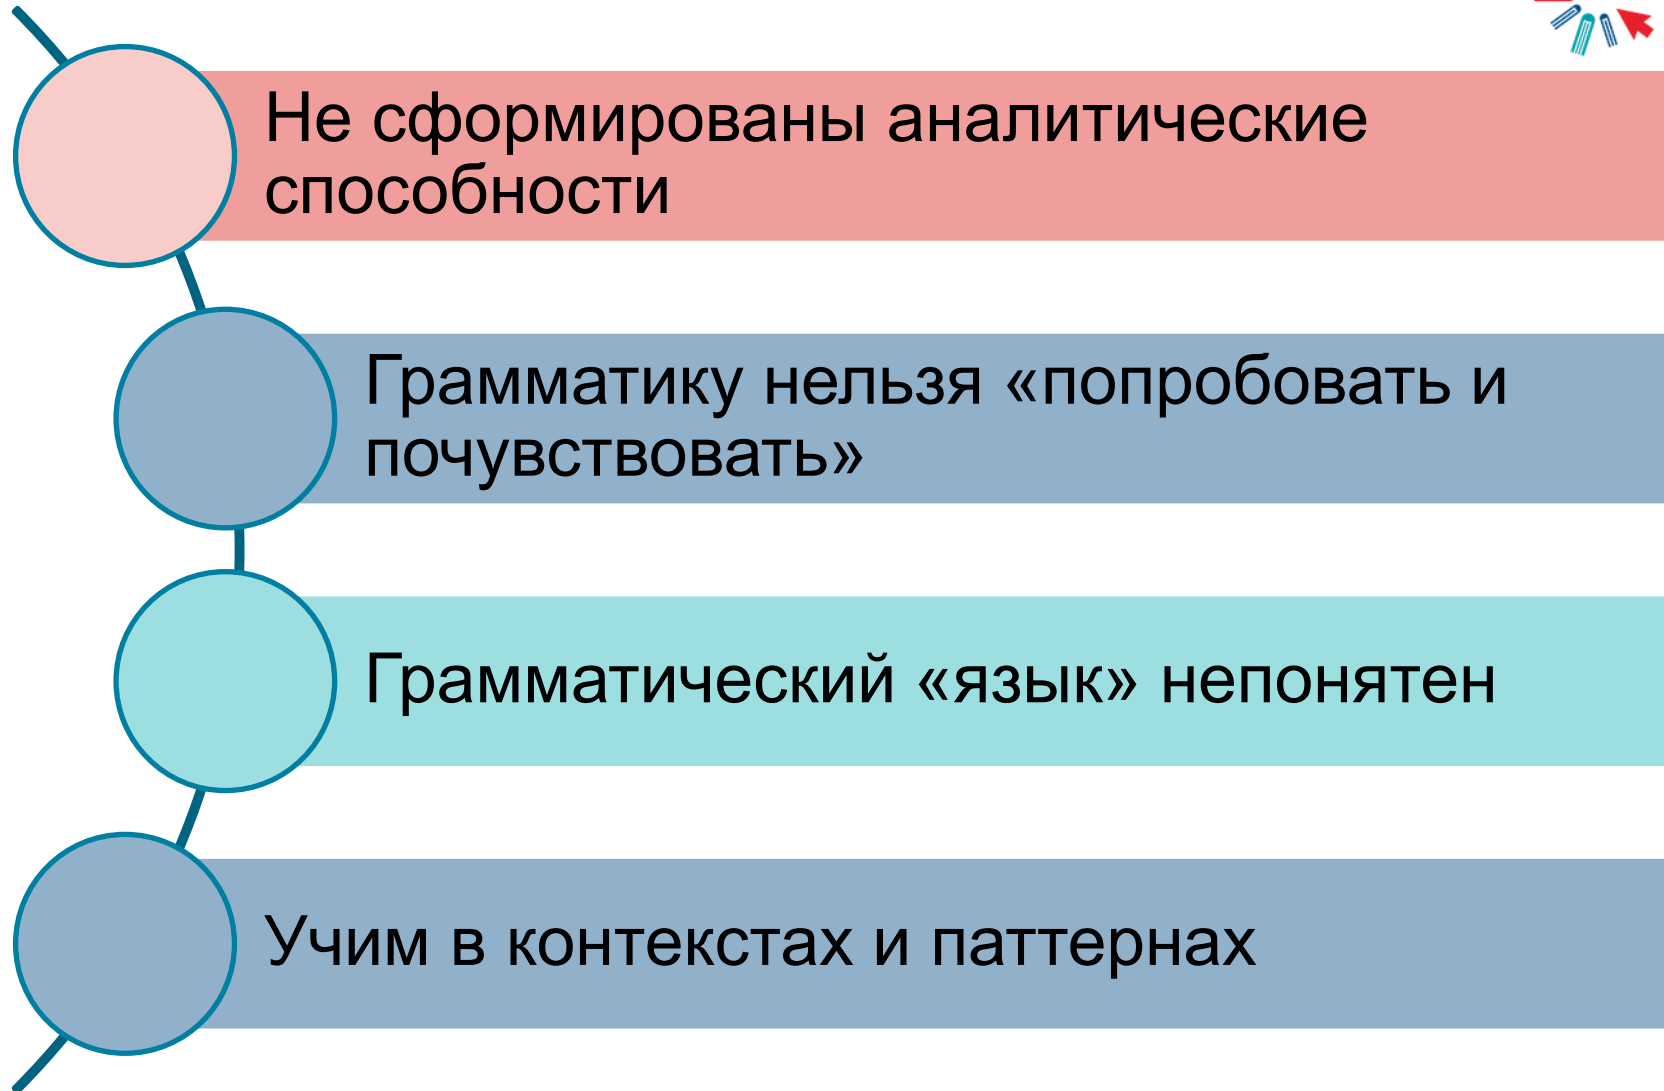 Не сформированы аналитические
способности
Грамматику нельзя «попробовать и
почувствовать»
Грамматический «язык» непонятен
Учим в контекстах и паттернах